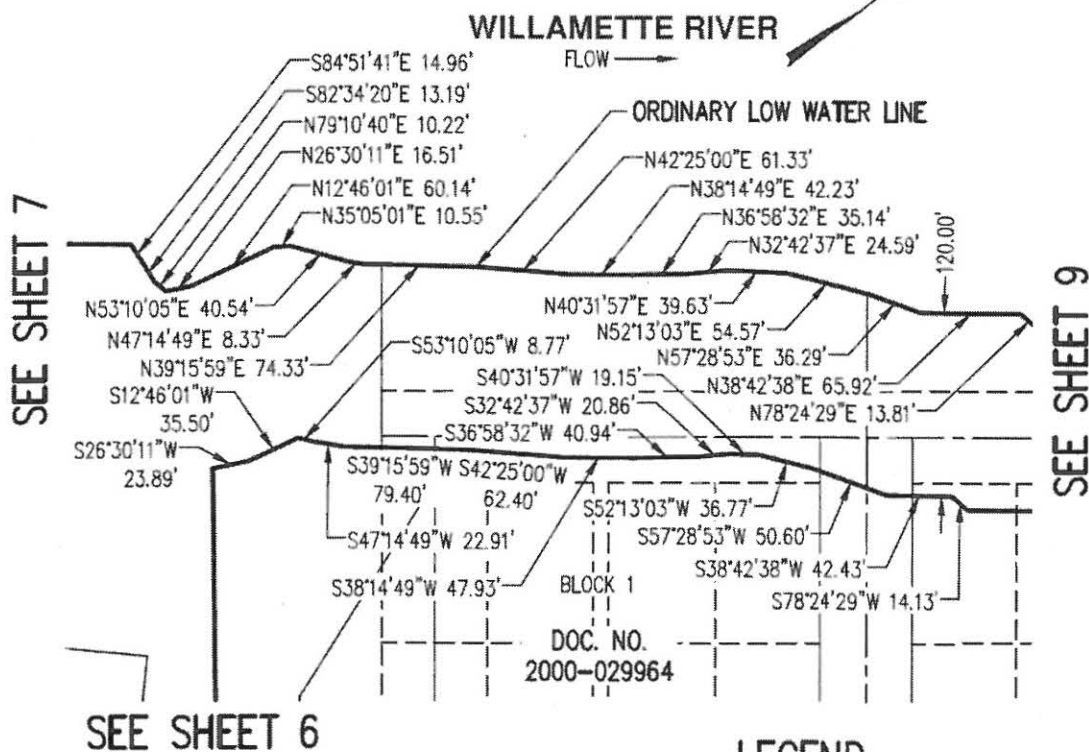 WILLAMETTE RIVER
FLOW
S84°51'41"E 14.96'
S82°34'20"E 13.19'
N79°10'40"E 10.22'
N26°30'11"E 16.51'
N12°46'01"E 60.14'
N35°05'01"E 10.55'
ORDINARY LOW WATER LINE
N42°25'00"E 61.33'
N38°14'49"E 42.23'
N36°58'32"E 35.14'
N32°42'37"E 24.59'
120.00'
SEE SHEET 7
SEE SHEET 9
N53°10'05"E 40.54'
N47°14'49"E 8.33'
N39°15'59"E 74.33'
N40°31'57"E 39.63'
N52°13'03"E 54.57'
N57°28'53"E 36.29'
N38°42'38"E 65.92'
N78°24'29"E 13.81'
S12°46'01"W
35.50'
S26°30'11"W
23.89'
S53°10'05"W 8.77'
S40°31'57"W 19.15'
S32°42'37"W 20.86'
S36°58'32"W 40.94'
S39°15'59"W
79.40'
S42°25'00"W
62.40'
S47°14'49"W 22.91'
S38°14'49"W 47.93'
S52°13'03"W 36.77'
S57°28'53"W 50.60'
S38°42'38"W 42.43'
S78°24'29"W 14.13'
BLOCK 1
DOC. NO.
2000-029964
SEE SHEET 6
LEGEND